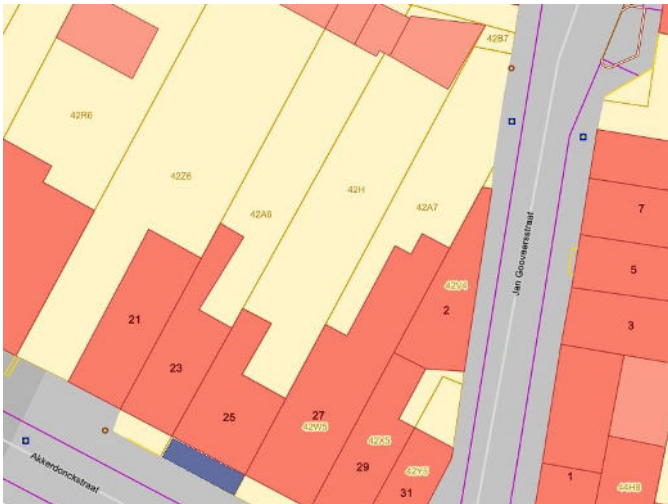 42B7
42R6
42Z6
42A6
42H
42A7
7
5
3
1
44H8
Jan Goovaersstraat
42V4
2
21
23
25
27
42W5
42X5
29
42Y5
31
Akkerdonckstraat